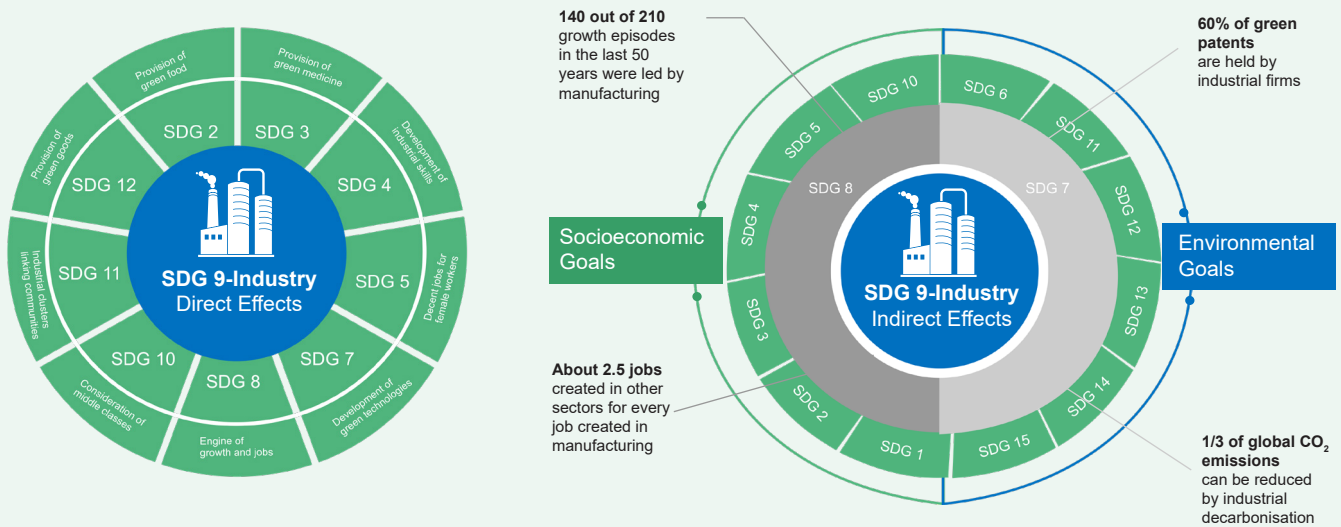 Provision of
green food
Provision of
green medicine
Development of
industrial skills
Decent jobs for
female workers
Development of
green technologies
Engine of
growth and jobs
Consideration of
middle classes
Industrial clusters
linking communities
Provision of
green goods
SDG 2
SDG 3
SDG 4
SDG 5
SDG 7
SDG 8
SDG 10
SDG 11
SDG 12
SDG 9-Industry
Direct Effects
140 out of 210
growth episodes
in the last 50
years were led by
manufacturing
60% of green
patents
are held by
industrial firms
SDG 10
SDG 6
SDG 5
SDG 11
SDG 4
SDG 12
SDG 3
SDG 13
SDG 2
SDG 14
SDG 1
SDG 15
SDG 8
SDG 7
Socioeconomic
Goals
Environmental
Goals
SDG 9-Industry
Indirect Effects
About 2.5 jobs
created in other
sectors for every
job created in
manufacturing
1/3 of global CO₂
emissions
can be reduced
by industrial
decarbonisation